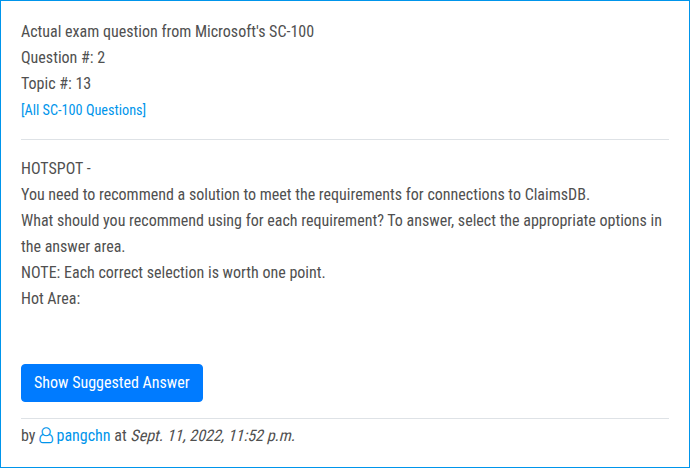 Actual exam question from Microsoft's SC-100
Question #: 2
Topic #: 13
[All SC-100 Questions]
HOTSPOT -
You need to recommend a solution to meet the requirements for connections to ClaimsDB.
What should you recommend using for each requirement? To answer, select the appropriate options in
the answer area.
NOTE: Each correct selection is worth one point.
Hot Area:
Show Suggested Answer
by pangchn at Sept. 11, 2022, 11:52 p.m.